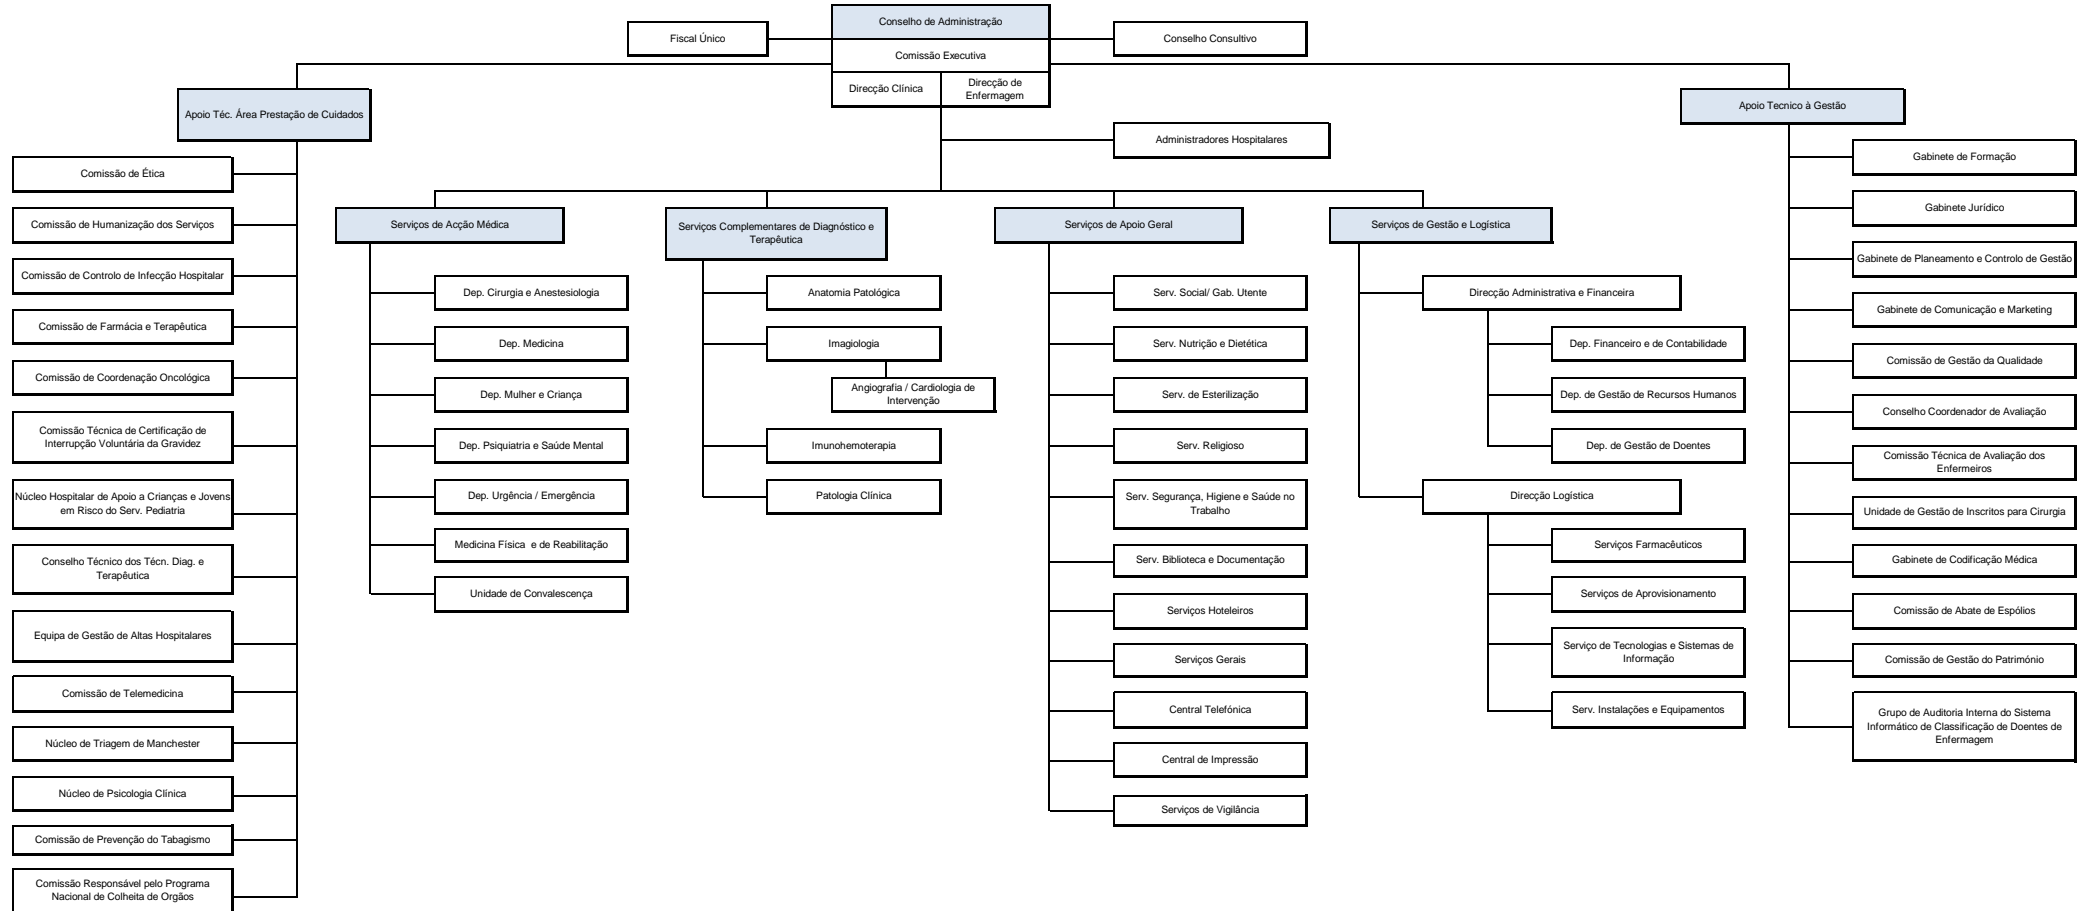 Conselho de Administração
Fiscal Único
Conselho Consultivo
Comissão Executiva
Direcção Clínica
Direcção de
Enfermagem
Apoio Téc. Área Prestação de Cuidados
Apoio Tecnico à Gestão
Administradores Hospitalares
Comissão de Ética
Comissão de Humanização dos Serviços
Comissão de Controlo de Infecção Hospitalar
Comissão de Farmácia e Terapêutica
Comissão de Coordenação Oncológica
Comissão Técnica de Certificação de
Interrupção Voluntária da Gravidez
Núcleo Hospitalar de Apoio a Crianças e Jovens
em Risco do Serv. Pediatria
Conselho Técnico dos Técn. Diag. e
Terapêutica
Equipa de Gestão de Altas Hospitalares
Comissão de Telemedicina
Núcleo de Triagem de Manchester
Núcleo de Psicologia Clínica
Comissão de Prevenção do Tabagismo
Comissão Responsável pelo Programa
Nacional de Colheita de Orgãos
Serviços de Acção Médica
Dep. Cirurgia e Anestesiologia
Dep. Medicina
Dep. Mulher e Criança
Dep. Psiquiatria e Saúde Mental
Dep. Urgência / Emergência
Medicina Física e de Reabilitação
Unidade de Convalescença
Serviços Complementares de Diagnóstico e
Terapêutica
Anatomia Patológica
Imagiologia
Angiografia / Cardiologia de
Intervenção
Imunohemoterapia
Patologia Clínica
Serviços de Apoio Geral
Serv. Social/ Gab. Utente
Serv. Nutrição e Dietética
Serv. de Esterilização
Serv. Religioso
Serv. Segurança, Higiene e Saúde no
Trabalho
Serv. Biblioteca e Documentação
Serviços Hoteleiros
Serviços Gerais
Central Telefónica
Central de Impressão
Serviços de Vigilância
Serviços de Gestão e Logística
Direcção Administrativa e Financeira
Dep. Financeiro e de Contabilidade
Dep. de Gestão de Recursos Humanos
Dep. de Gestão de Doentes
Direcção Logística
Serviços Farmacêuticos
Serviços de Aprovisionamento
Serviço de Tecnologias e Sistemas de
Informação
Serv. Instalações e Equipamentos
Gabinete de Formação
Gabinete Jurídico
Gabinete de Planeamento e Controlo de Gestão
Gabinete de Comunicação e Marketing
Comissão de Gestão da Qualidade
Conselho Coordenador de Avaliação
Comissão Técnica de Avaliação dos
Enfermeiros
Unidade de Gestão de Inscritos para Cirurgia
Gabinete de Codificação Médica
Comissão de Abate de Espólios
Comissão de Gestão do Património
Grupo de Auditoria Interna do Sistema
Informático de Classificação de Doentes de
Enfermagem